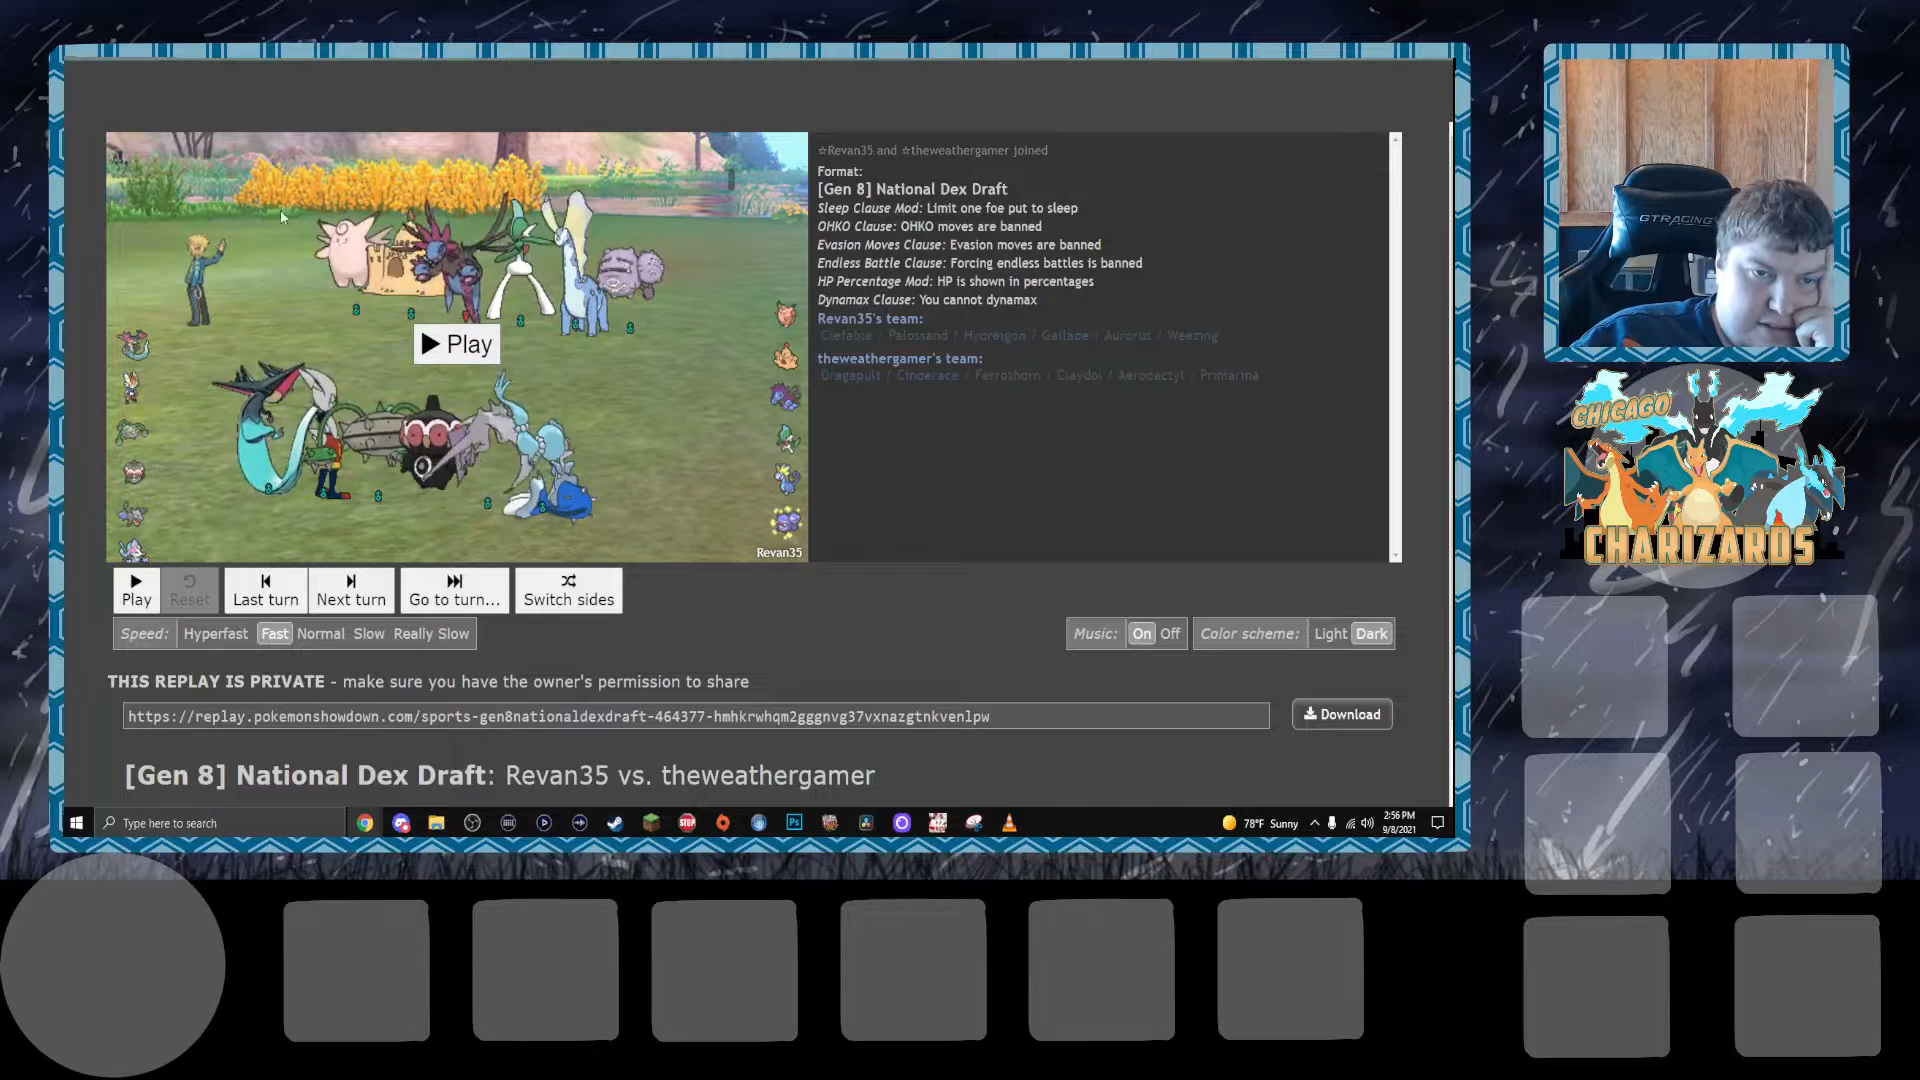 ☆Revan35 and ☆theweathergamer joined
Format:
[Gen 8] National Dex Draft
Sleep Clause Mod: Limit one foe put to sleep
OHKO Clause: OHKO moves are banned
Evasion Moves Clause: Evasion moves are banned
Endless Battle Clause: Forcing endless battles is banned
HP Percentage Mod: HP is shown in percentages
Dynamax Clause: You cannot dynamax
Revan35's team:
Clefable / Palossand / Hydreigon / Gallade / Aurorus / Weezing
theweathergamer's team:
Dragapult / Cinderace / Ferrothorn / Claydol / Aerodactyl / Primarina
Play
Revan35
Play
Reset
Last turn
Next turn
Go to turn...
Switch sides
Speed: Hyperfast Fast Normal Slow Really Slow
Music: On Off
Color scheme: Light Dark
THIS REPLAY IS PRIVATE - make sure you have the owner's permission to share
https://replay.pokemonshowdown.com/sports-gen8nationaldexdraft-464377-hmhkrwhqm2gggnvg37vxnazgtnkvenlpw
Download
[Gen 8] National Dex Draft: Revan35 vs. theweathergamer
Type here to search
STOP
Ps
78°F Sunny
2:56 PM
9/8/2021
GTRACING
CHICAGO
CHARIZARDS